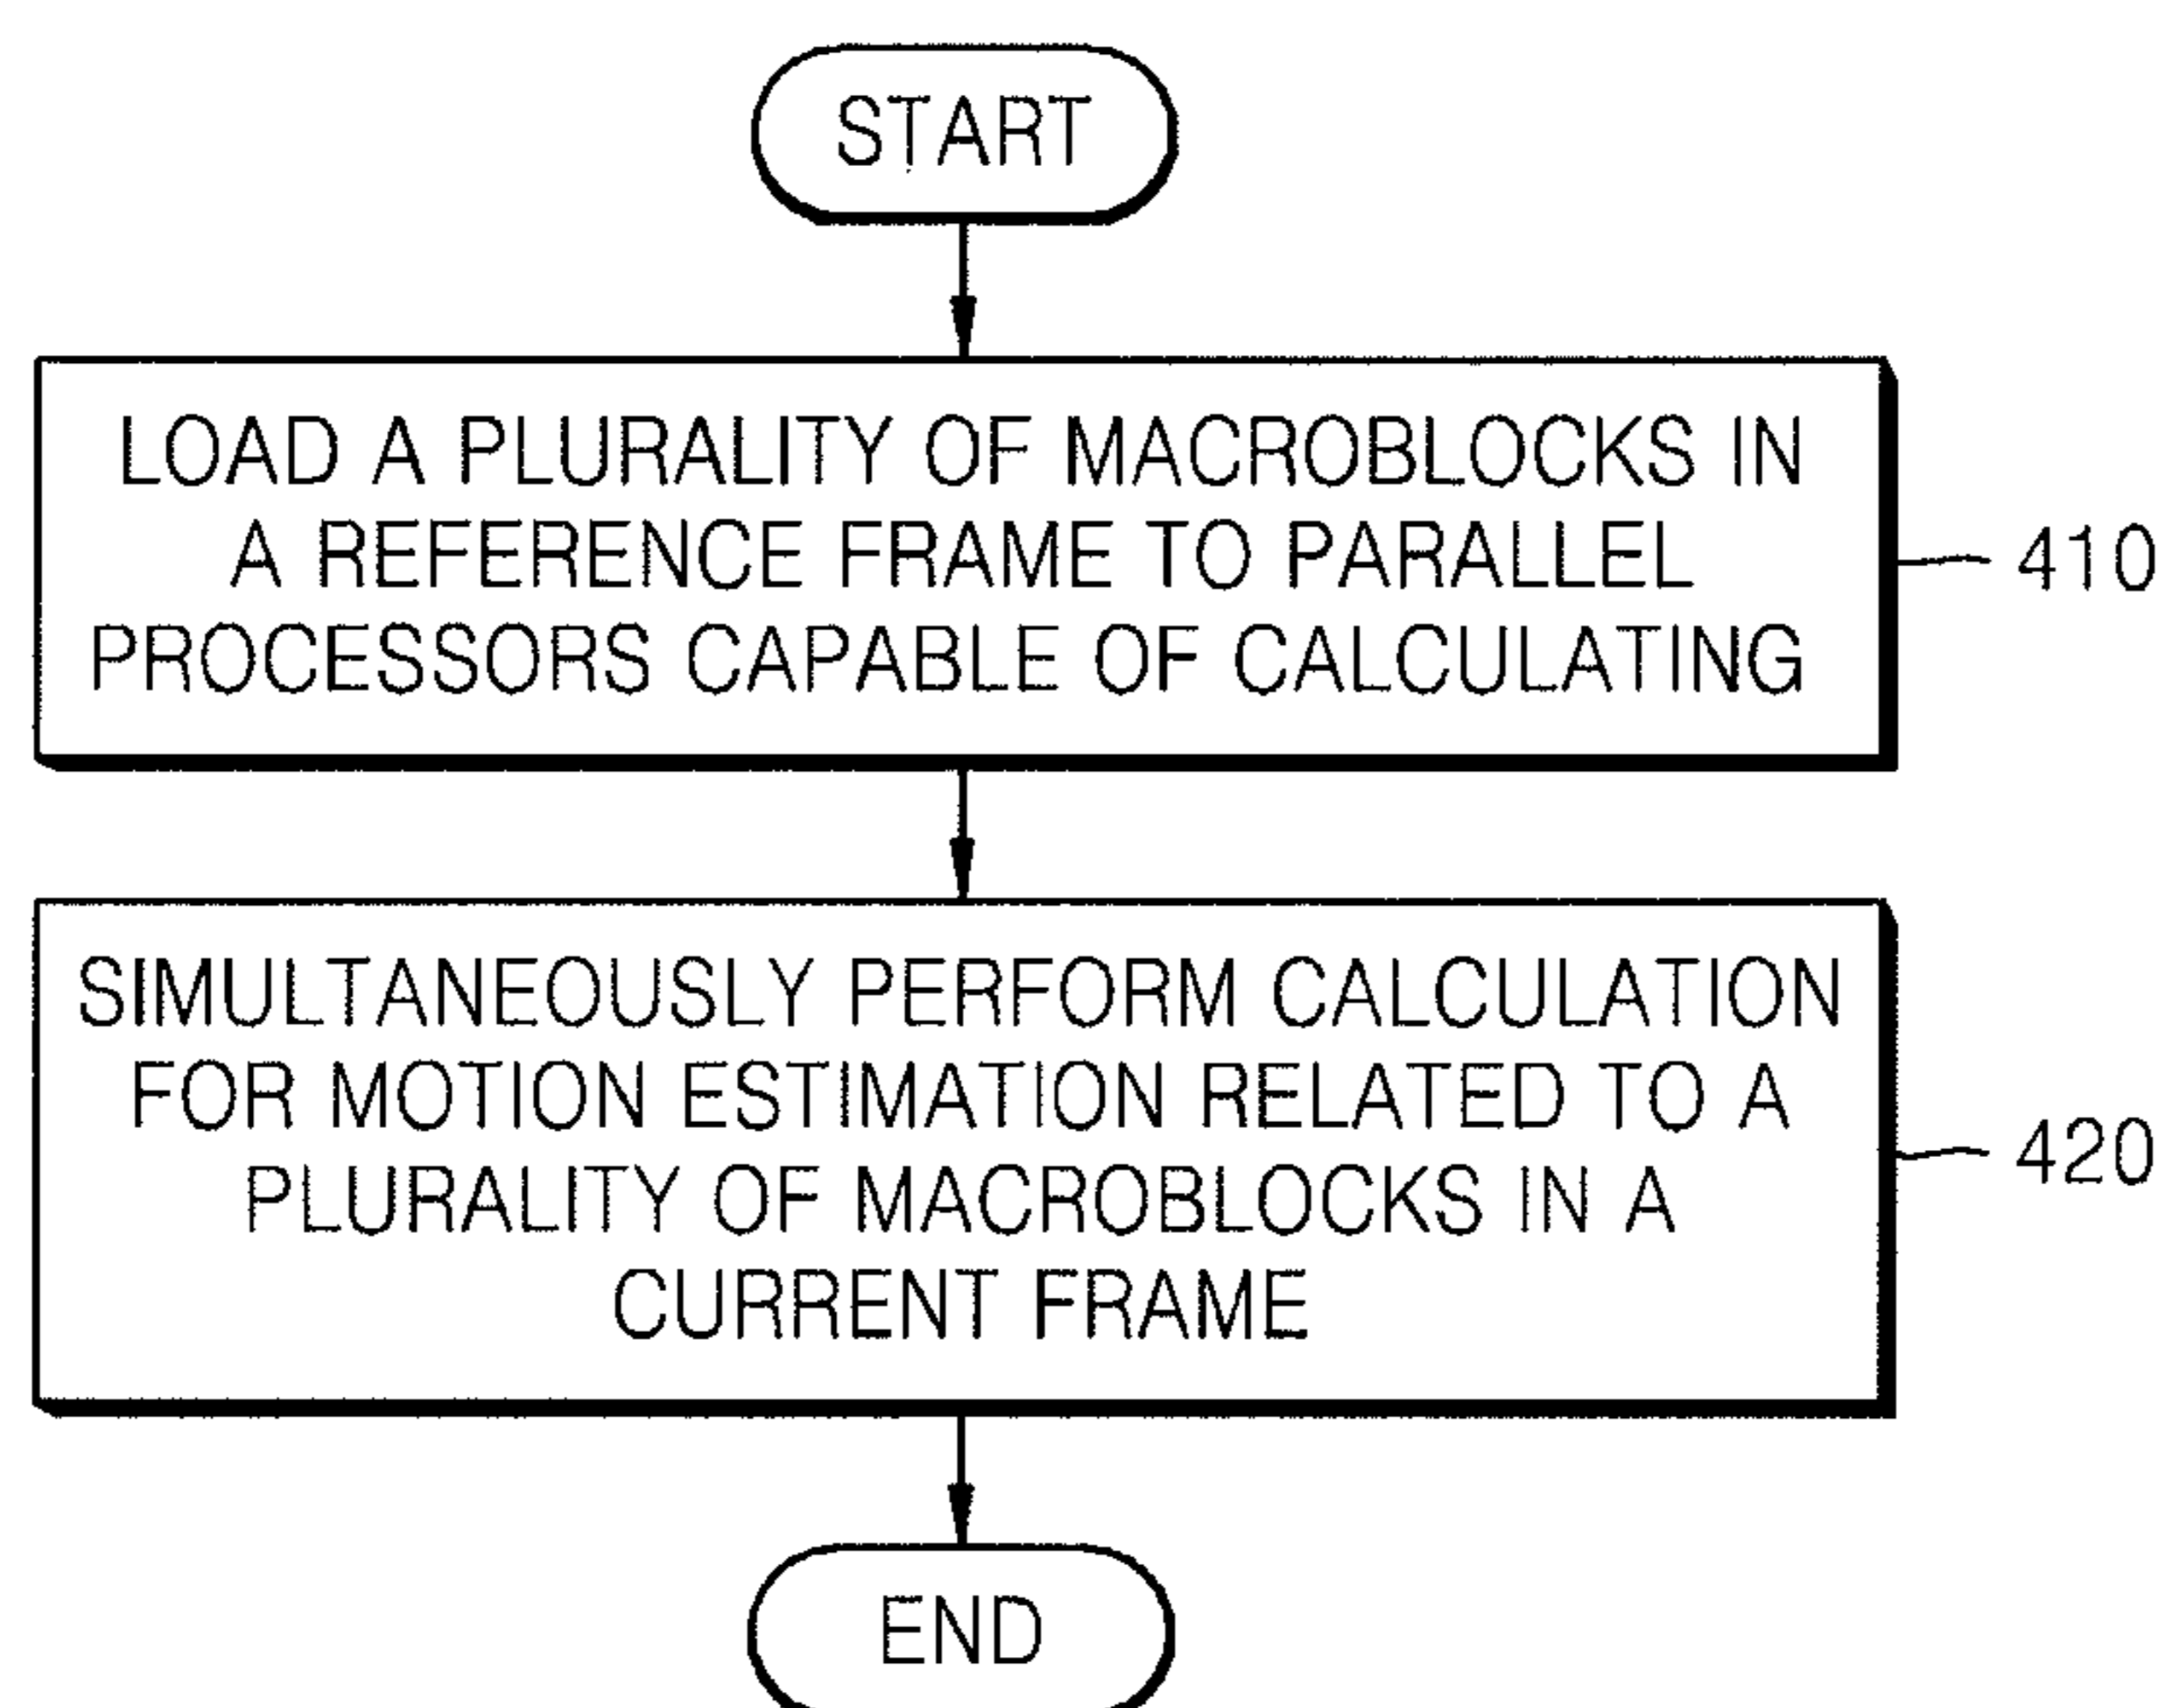 START
LOAD A PLURALITY OF MACROBLOCKS IN
A REFERENCE FRAME TO PARALLEL
PROCESSORS CAPABLE OF CALCULATING
410
SIMULTANEOUSLY PERFORM CALCULATION
FOR MOTION ESTIMATION RELATED TO A
PLURALITY OF MACROBLOCKS IN A
CURRENT FRAME
420
END